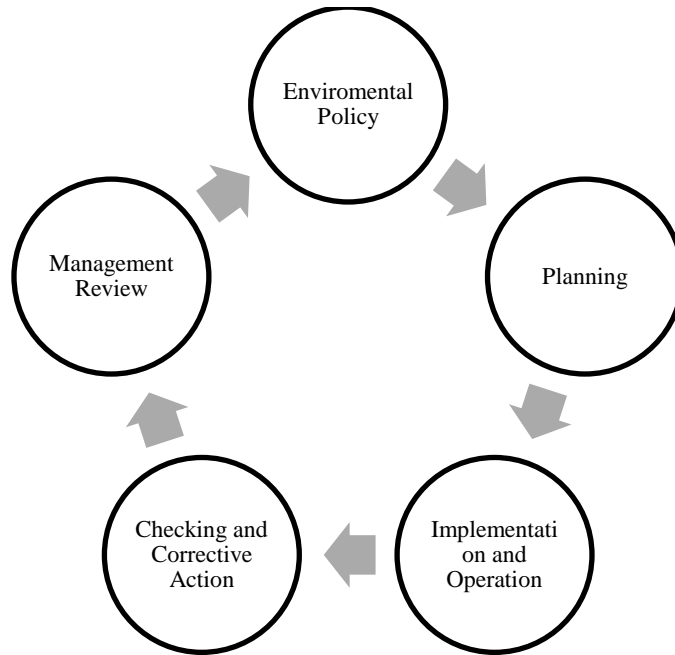 Enviromental
Policy
Planning
Implementati
on and
Operation
Checking and
Corrective
Action
Management
Review